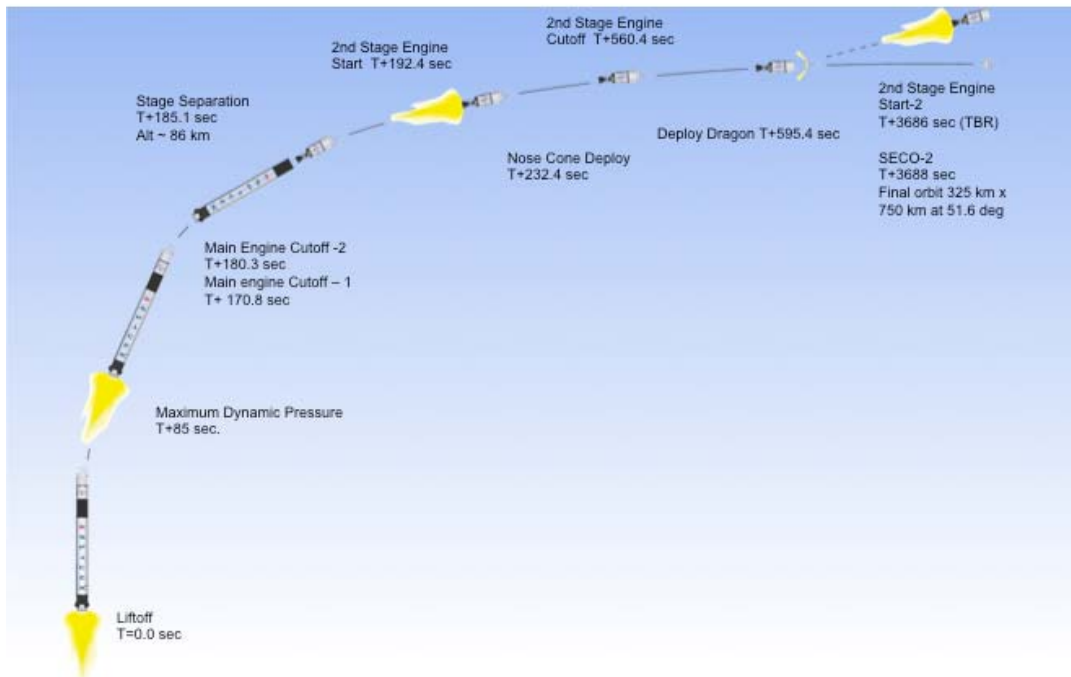 2nd Stage Engine
Cutoff T+560.4 sec
2nd Stage Engine
Start T+192.4 sec
2nd Stage Engine
Start-2
T+3686 sec (TBR)
Stage Separation
T+185.1 sec
Alt ~ 86 km
Deploy Dragon T+595.4 sec
Nose Cone Deploy
T+232.4 sec
SECO-2
T+3688 sec
Final orbit 325 km x
750 km at 51.6 deg
Main Engine Cutoff -2
T+180.3 sec
Main engine Cutoff – 1
T+ 170.8 sec
Maximum Dynamic Pressure
T+85 sec.
Liftoff
T=0.0 sec